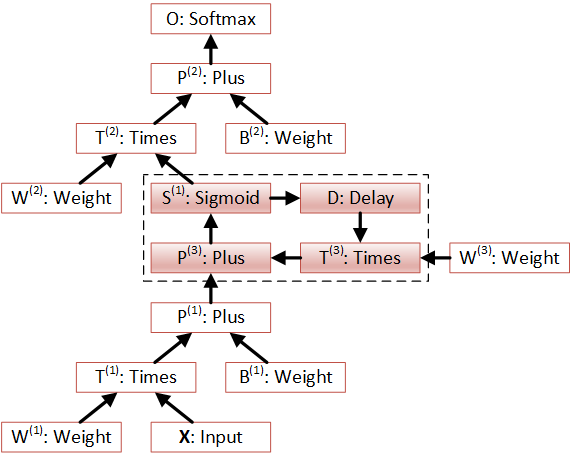 O: Softmax
P(2): Plus
T(2): Times
B(2): Weight
W(2): Weight
S(1): Sigmoid
D: Delay
P(3): Plus
T(3): Times
W(3): Weight
P(1): Plus
T(1): Times
B(1): Weight
W(1): Weight
X: Input